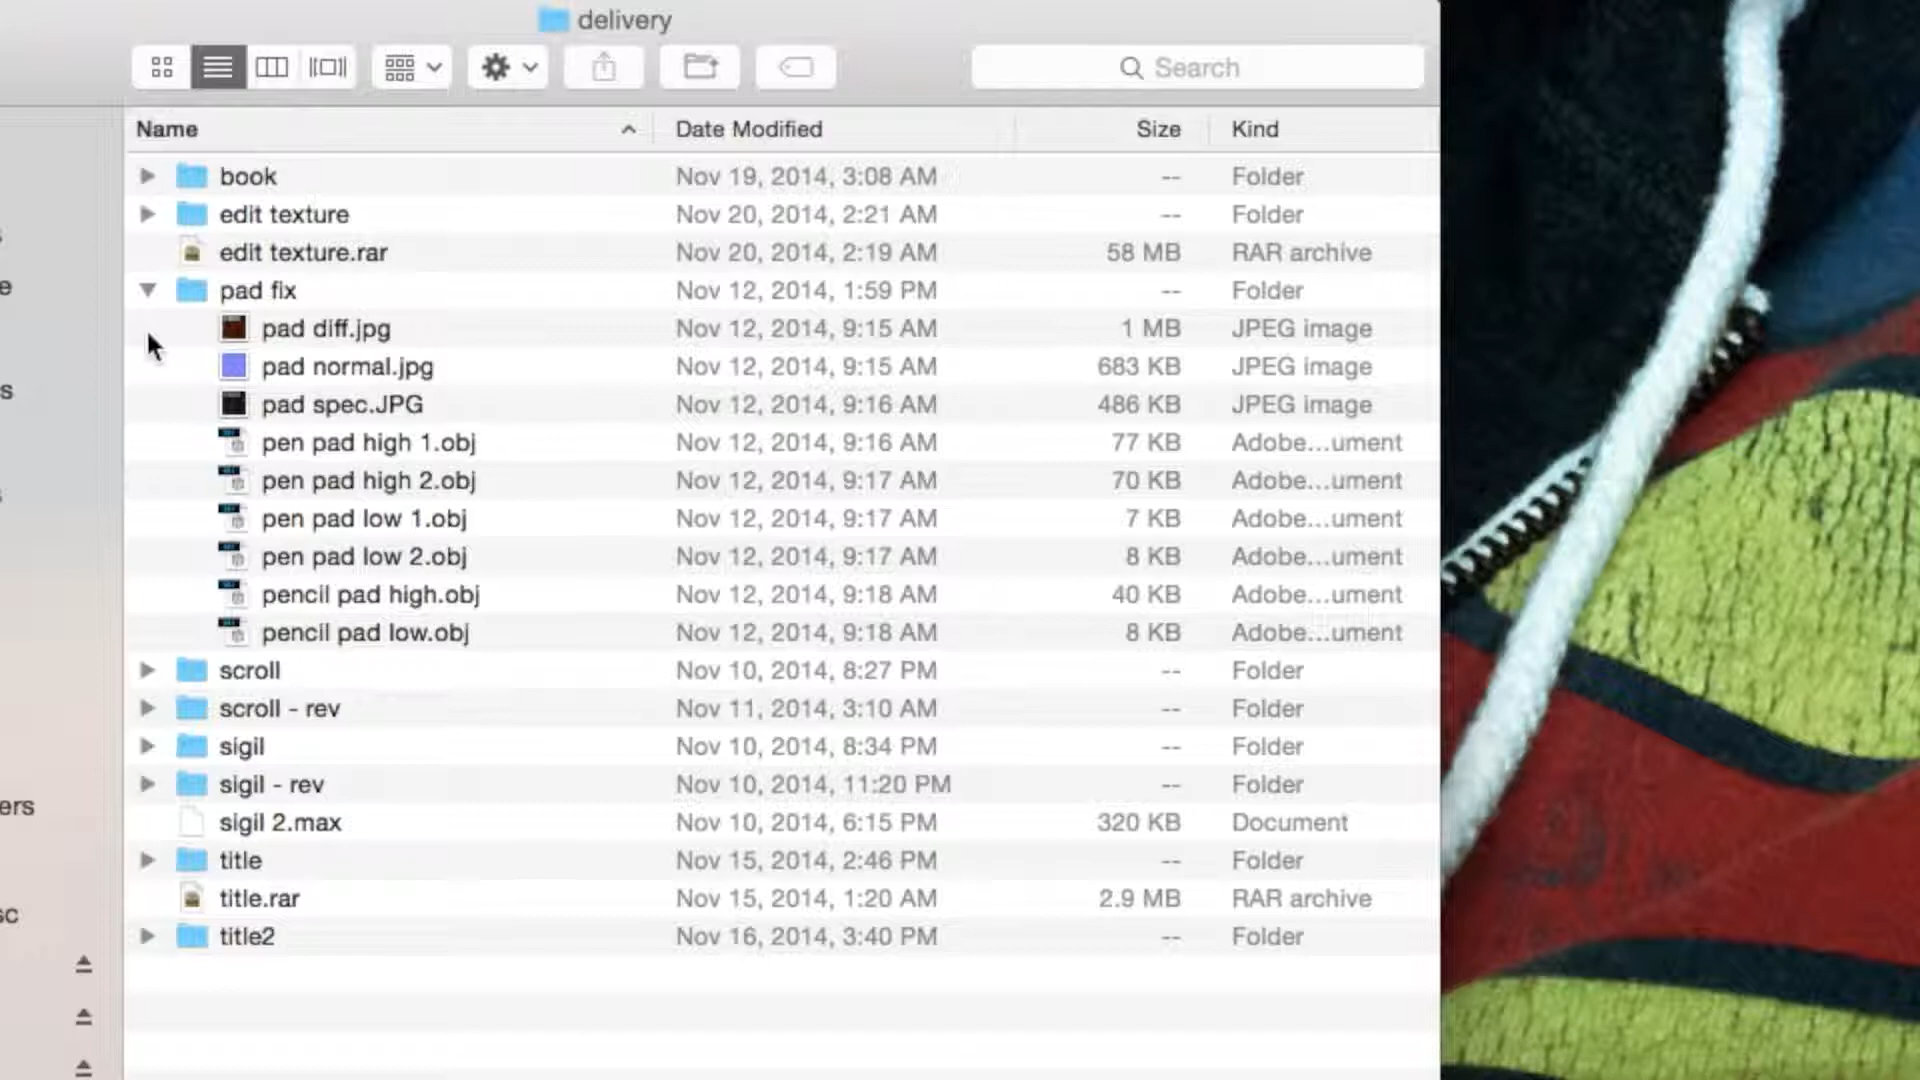 delivery
Search
Name Date Modified Size Kind
book Nov 19, 2014, 3:08 AM -- Folder
edit texture Nov 20, 2014, 2:21 AM -- Folder
edit texture.rar Nov 20, 2014, 2:19 AM 58 MB RAR archive
e pad fix Nov 12, 2014, 1:59 PM -- Folder
pad diff.jpg Nov 12, 2014, 9:15 AM 1 MB JPEG image
pad normal.jpg Nov 12, 2014, 9:15 AM 683 KB JPEG image
s pad spec.JPG Nov 12, 2014, 9:16 AM 486 KB JPEG image
pen pad high 1.obj Nov 12, 2014, 9:16 AM 77 KB Adobe...ument
pen pad high 2.obj Nov 12, 2014, 9:17 AM 70 KB Adobe...ument
pen pad low 1.obj Nov 12, 2014, 9:17 AM 7 KB Adobe...ument
pen pad low 2.obj Nov 12, 2014, 9:17 AM 8 KB Adobe...ument
pencil pad high.obj Nov 12, 2014, 9:18 AM 40 KB Adobe...ument
pencil pad low.obj Nov 12, 2014, 9:18 AM 8 KB Adobe...ument
scroll Nov 10, 2014, 8:27 PM -- Folder
scroll - rev Nov 11, 2014, 3:10 AM -- Folder
sigil Nov 10, 2014, 8:34 PM -- Folder
sigil - rev Nov 10, 2014, 11:20 PM -- Folder
ers sigil 2.max Nov 10, 2014, 6:15 PM 320 KB Document
title Nov 15, 2014, 2:46 PM -- Folder
sc title.rar Nov 15, 2014, 1:20 AM 2.9 MB RAR archive
title2 Nov 16, 2014, 3:40 PM -- Folder